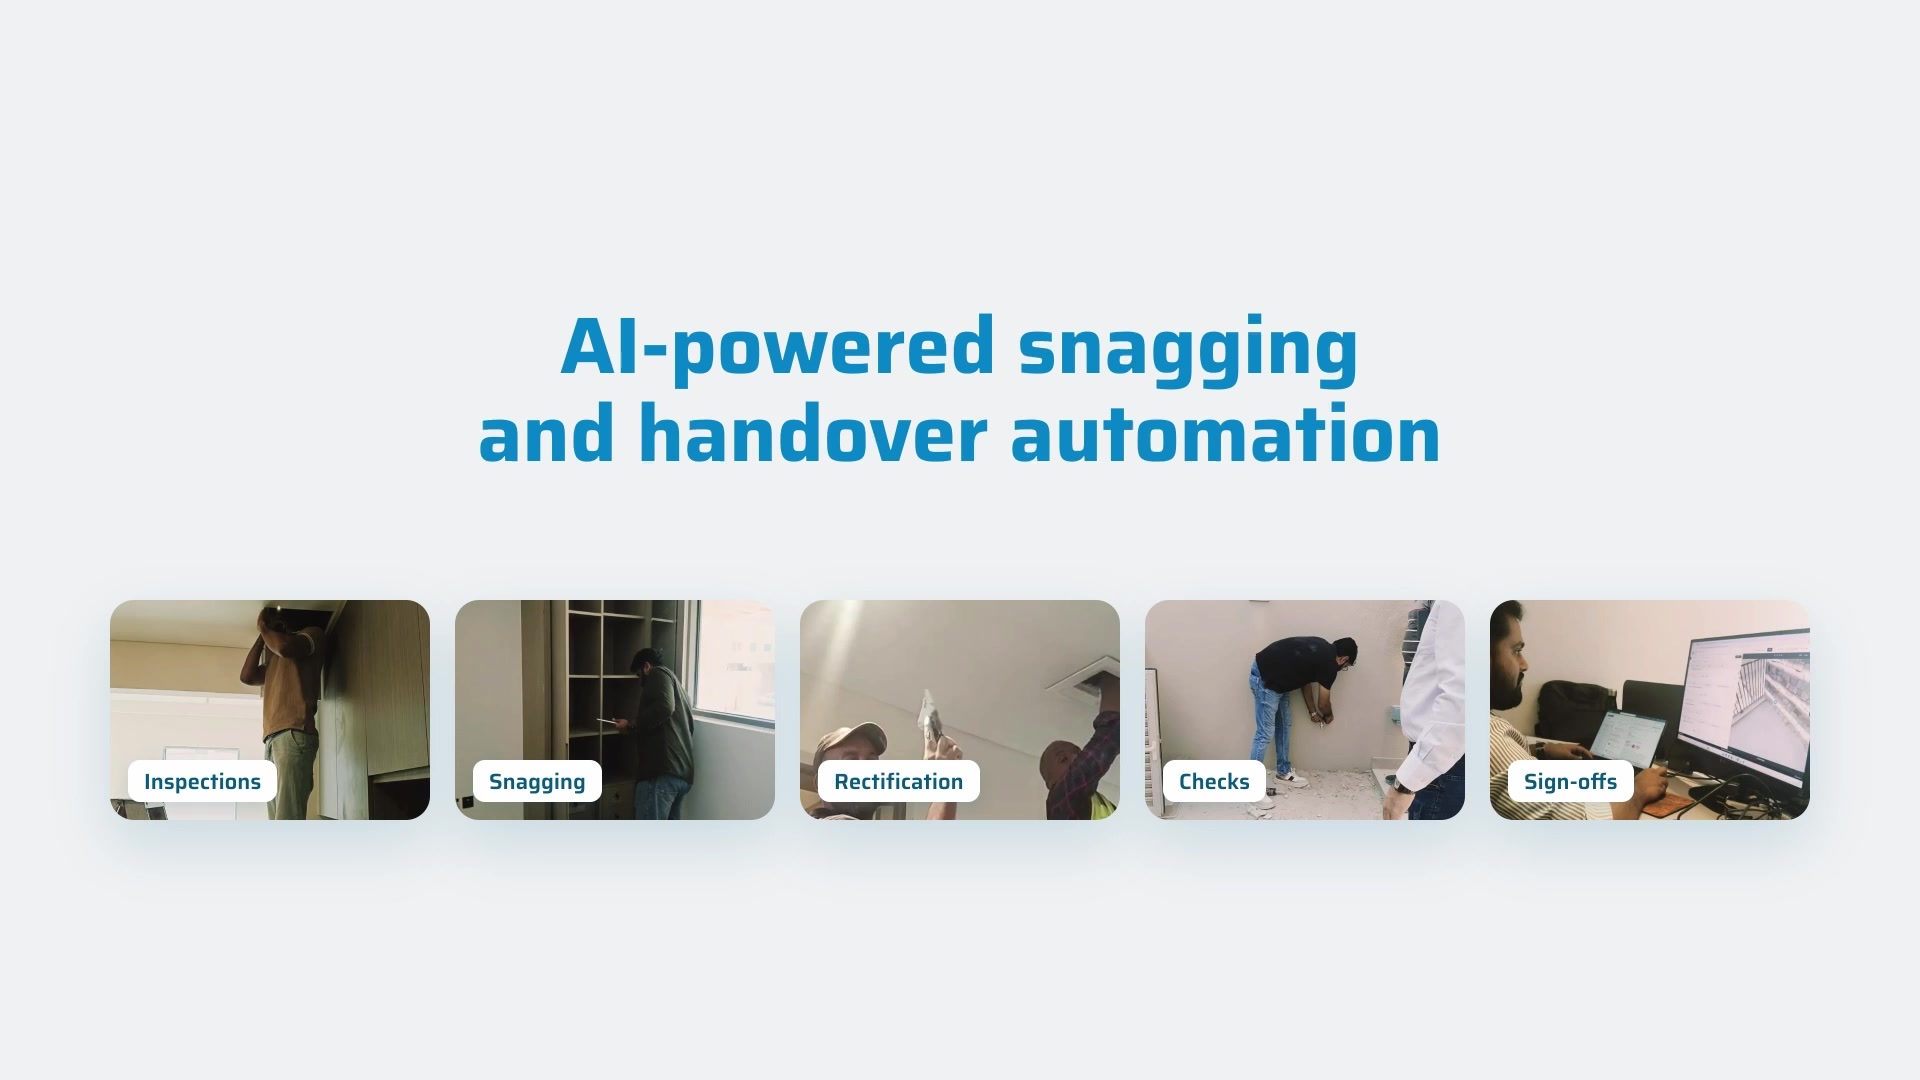 AI-powered snagging
and handover automation
Inspections
Snagging
Rectification
Checks
Sign-offs